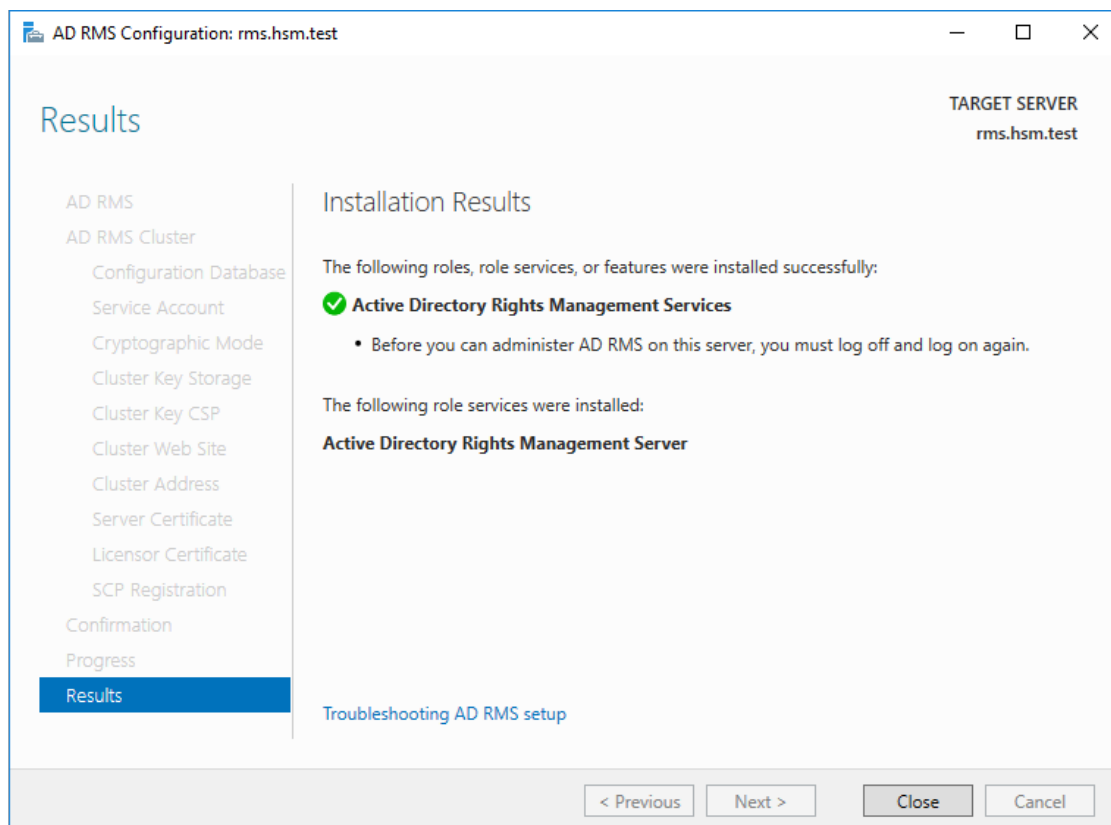 AD RMS Configuration: rms.hsm.test
Results
TARGET SERVER
rms.hsm.test
AD RMS
AD RMS Cluster
Configuration Database
Service Account
Cryptographic Mode
Cluster Key Storage
Cluster Key CSP
Cluster Web Site
Cluster Address
Server Certificate
Licensor Certificate
SCP Registration
Confirmation
Progress
Results
Installation Results
The following roles, role services, or features were installed successfully:
Active Directory Rights Management Services
• Before you can administer AD RMS on this server, you must log off and log on again.
The following role services were installed:
Active Directory Rights Management Server
Troubleshooting AD RMS setup
< Previous Next > Close Cancel